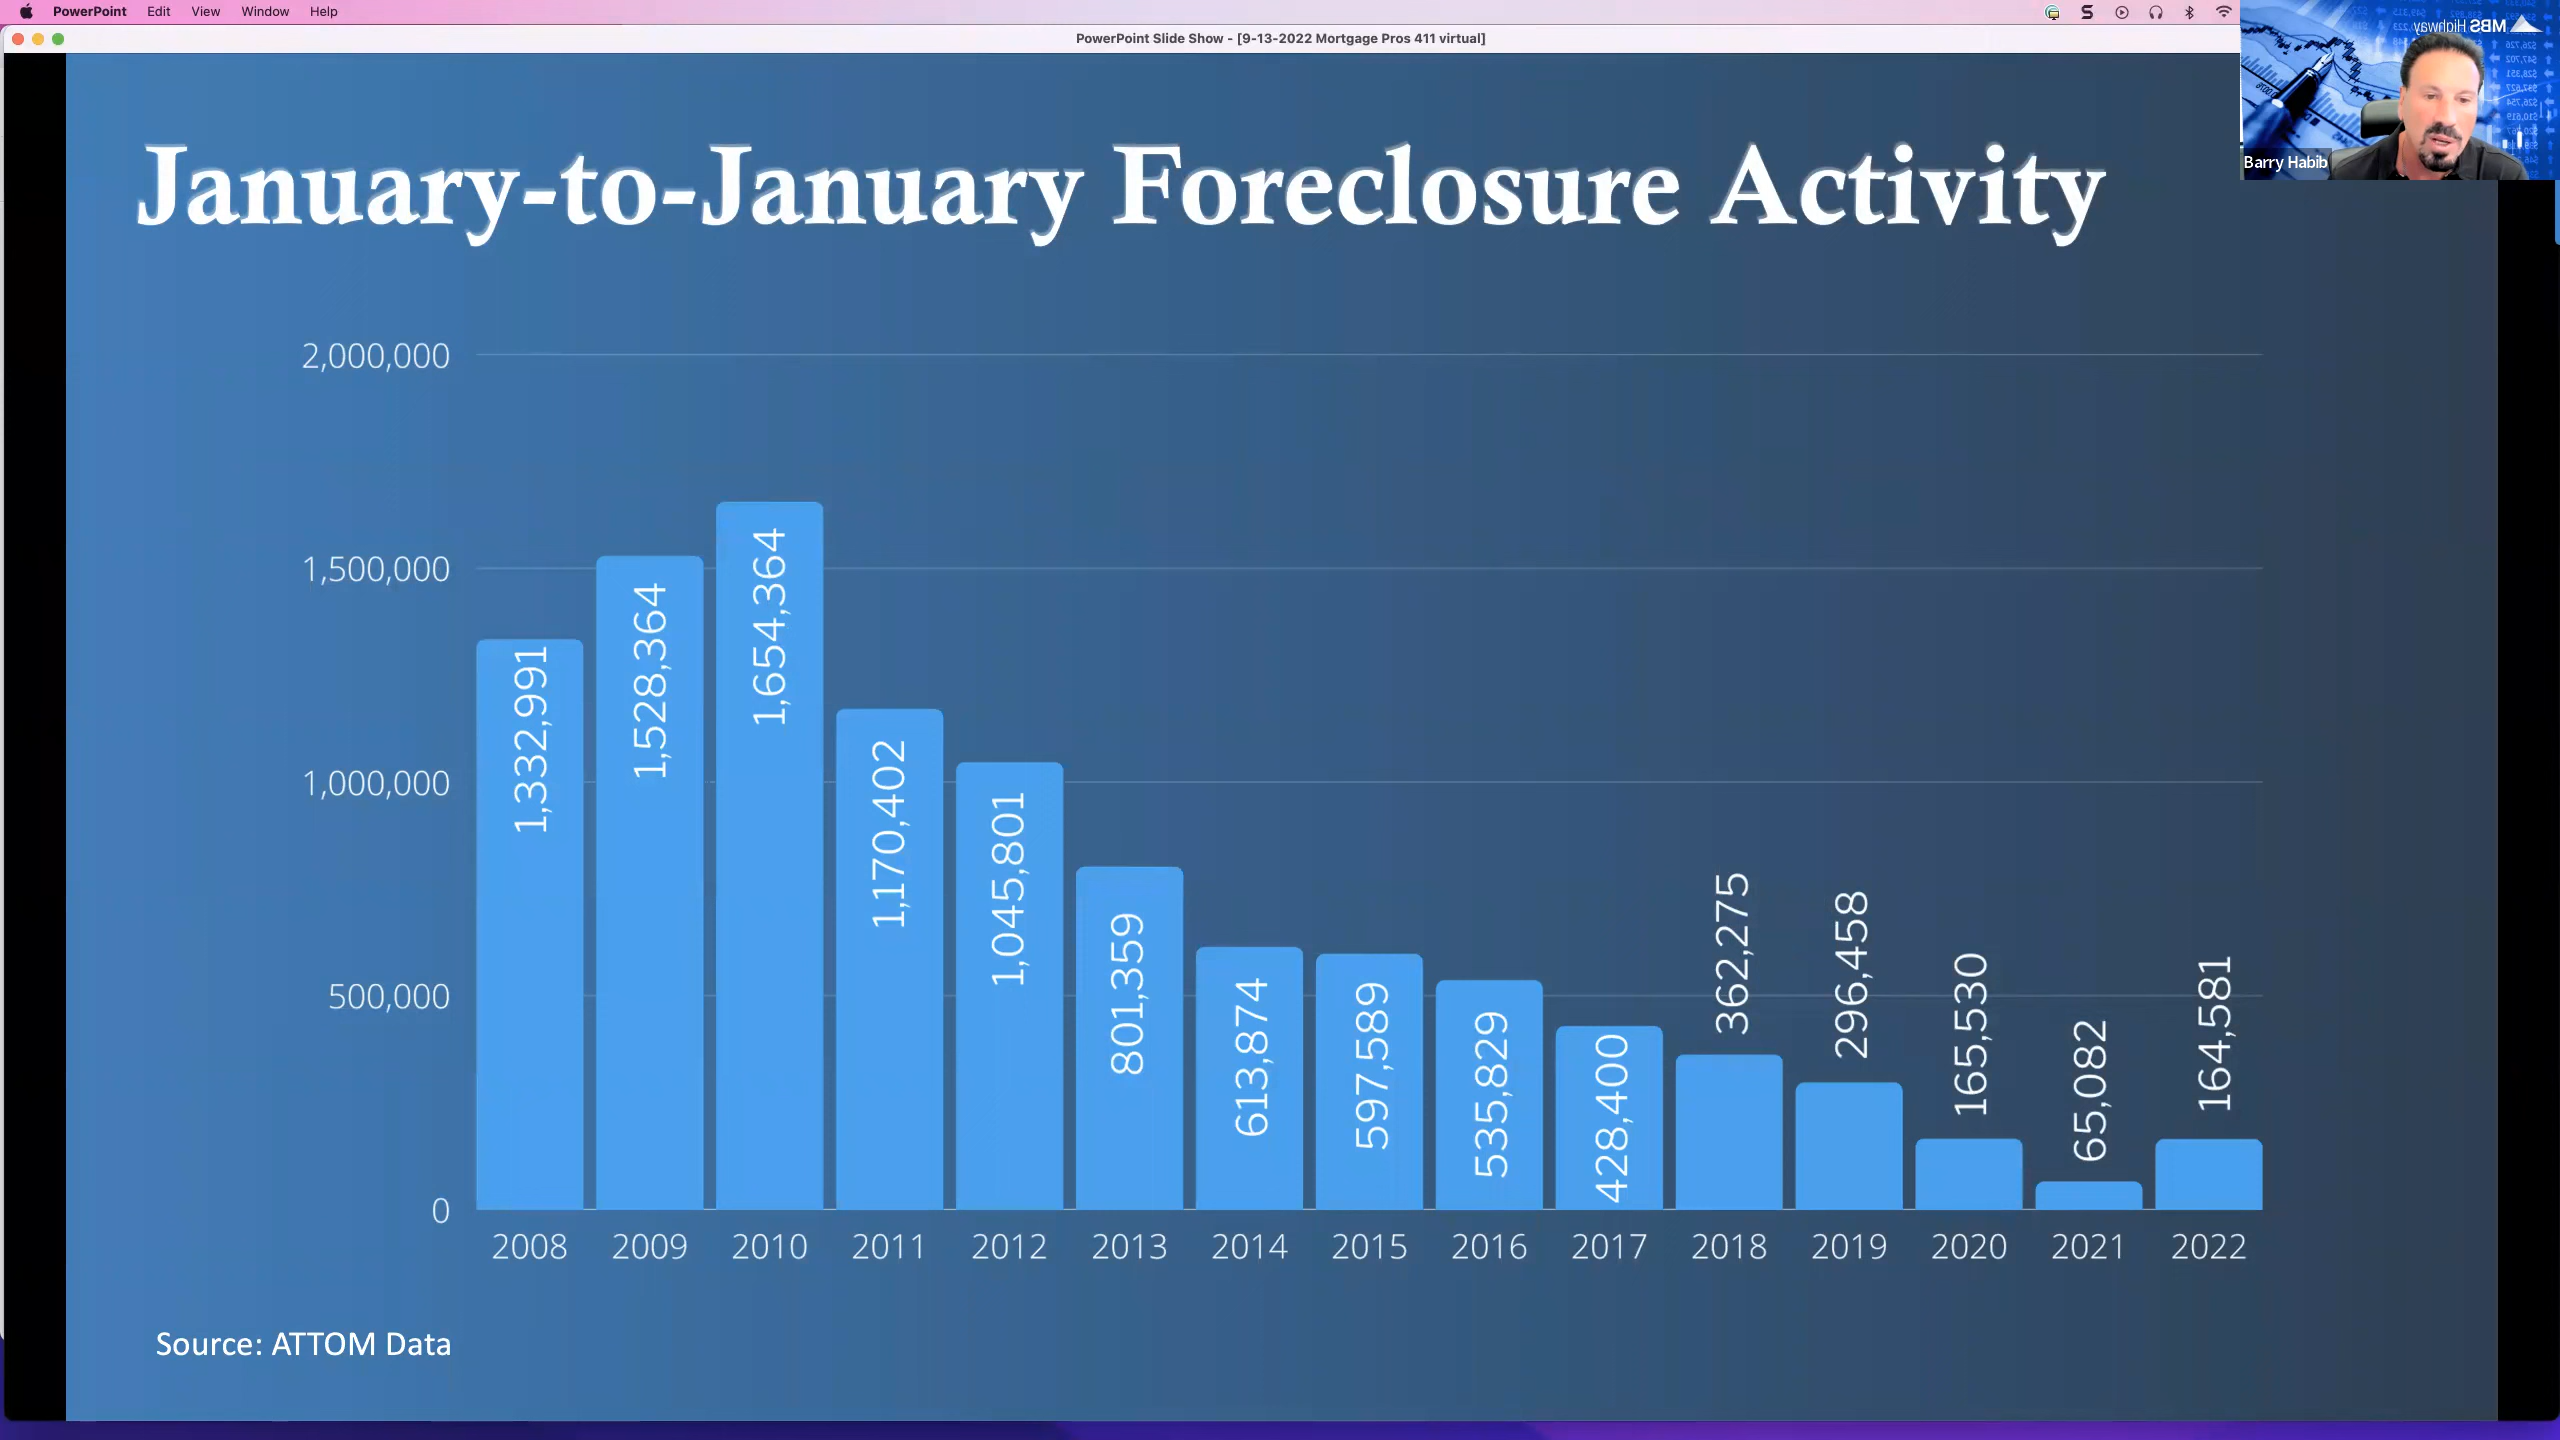 PowerPoint Edit View Window Help
PowerPoint Slide Show - [9-13-2022 Mortgage Pros 411 virtual]
MBS Highway
Barry Habib
January-to-January Foreclosure Activity
2,000,000
1,500,000
1,000,000
500,000
0
1,332,991
1,528,364
1,654,364
1,170,402
1,045,801
801,359
613,874
597,589
535,829
428,400
362,275
296,458
165,530
65,082
164,581
2008 2009 2010 2011 2012 2013 2014 2015 2016 2017 2018 2019 2020 2021 2022
Source: ATTOM Data